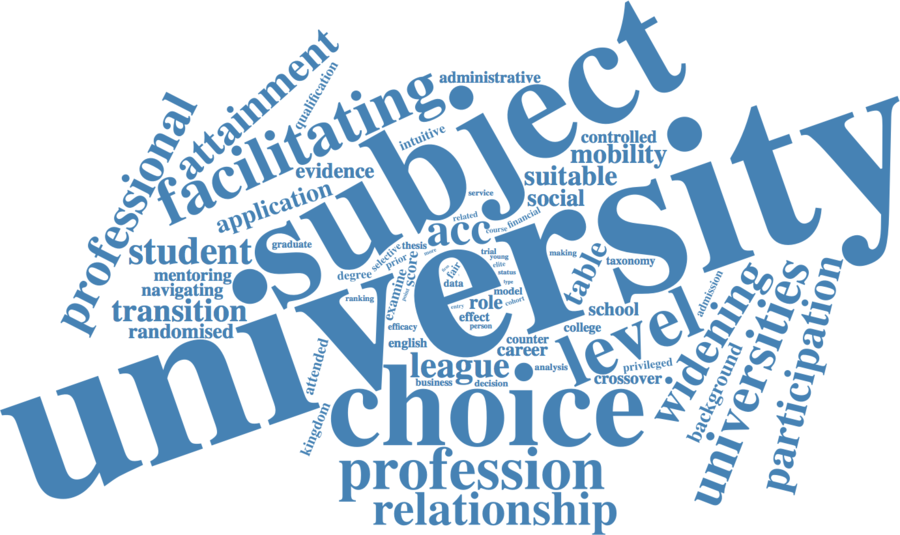 attainment
qualification
administrative
subject
professional
facilitating
intuitive
controlled
mobility
evidence
suitable
application
service
social
related
financial
course
acc
university
student
graduate
selective
thesis
prior
score
trial
young
elite
making
table
taxonomy
mentoring
degree
fair
status
data
type
navigating
examine
model
admission
ranking
role
cohort
entry
transition
school
level
widening
universities
participation
effect
randomised
efficacy
person
college
english
counter
career
attended
league
analysis
privileged
background
business
decision
crossover
choice
kingdom
profession
relationship